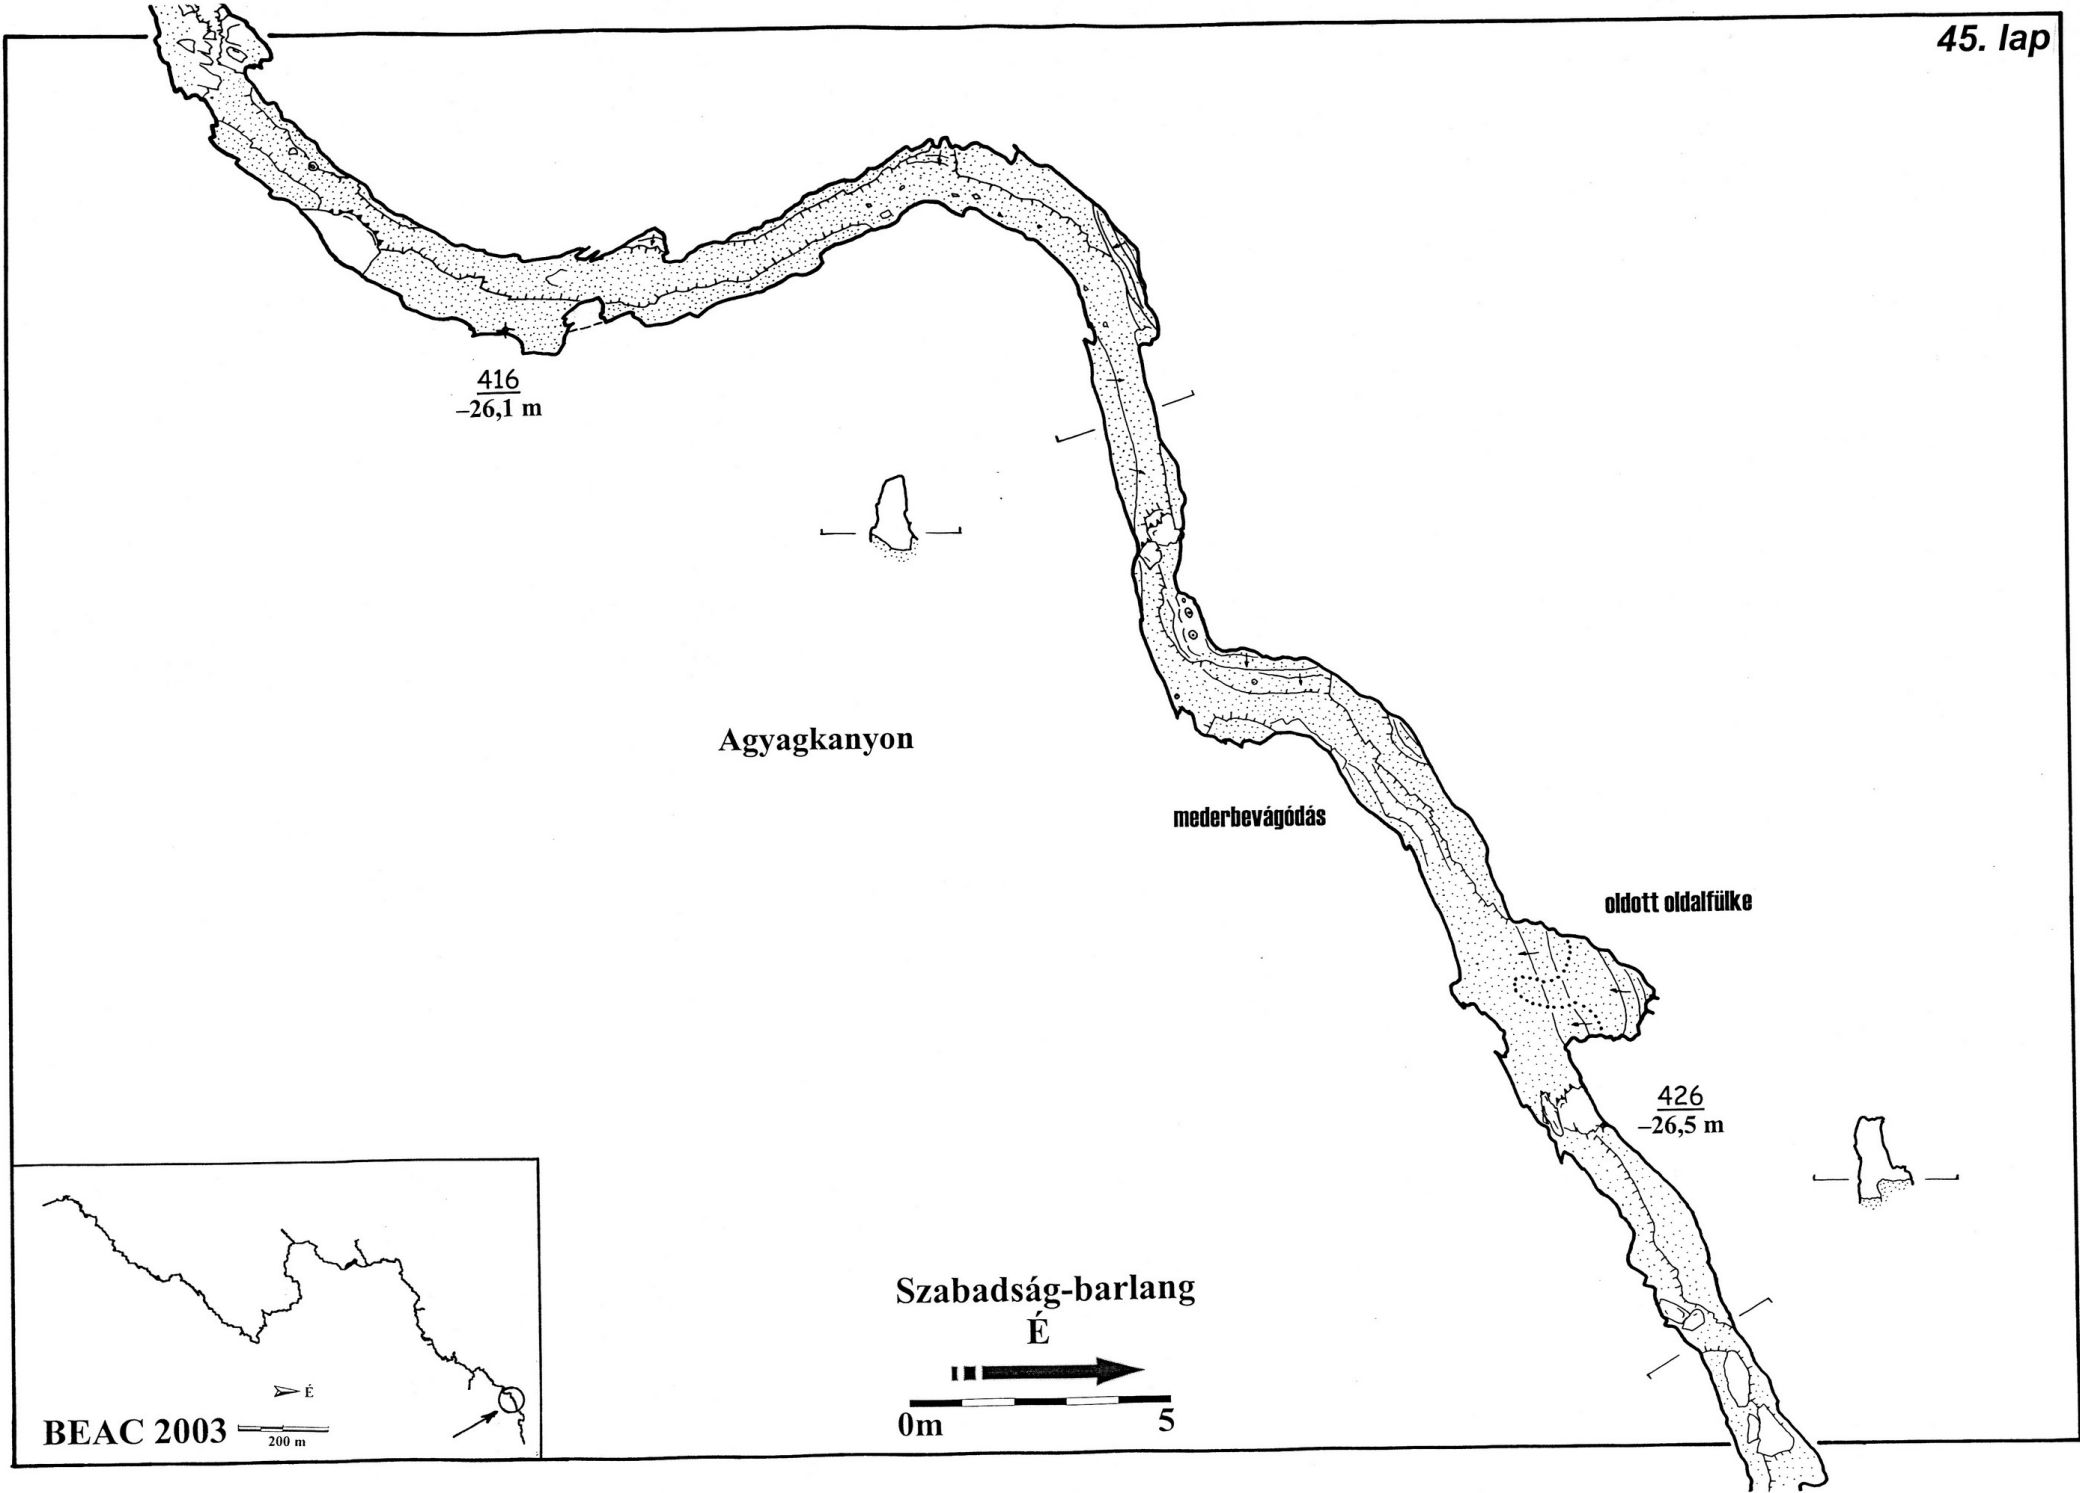 45. lap
416
–26,1 m
Agyagkanyon
mederbevágódás
oldott oldalfülke
426
–26,5 m
Szabadság-barlang
É
0m 5
É
BEAC 2003
200 m